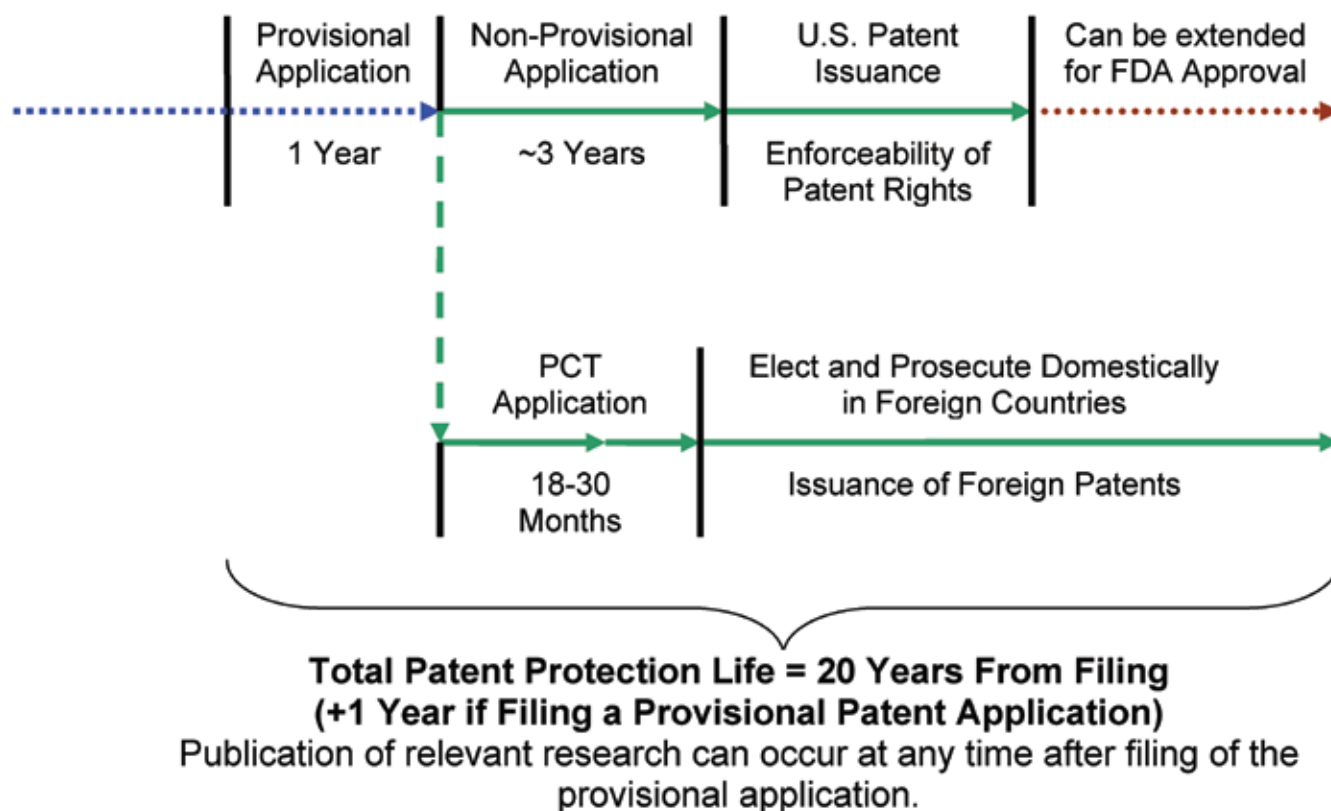 Provisional
Application
1 Year
Non-Provisional
Application
~3 Years
U.S. Patent
Issuance
Enforceability of
Patent Rights
Can be extended
for FDA Approval
PCT
Application
18-30
Months
Elect and Prosecute Domestically
in Foreign Countries
Issuance of Foreign Patents
Total Patent Protection Life = 20 Years From Filing
(+1 Year if Filing a Provisional Patent Application)
Publication of relevant research can occur at any time after filing of the
provisional application.